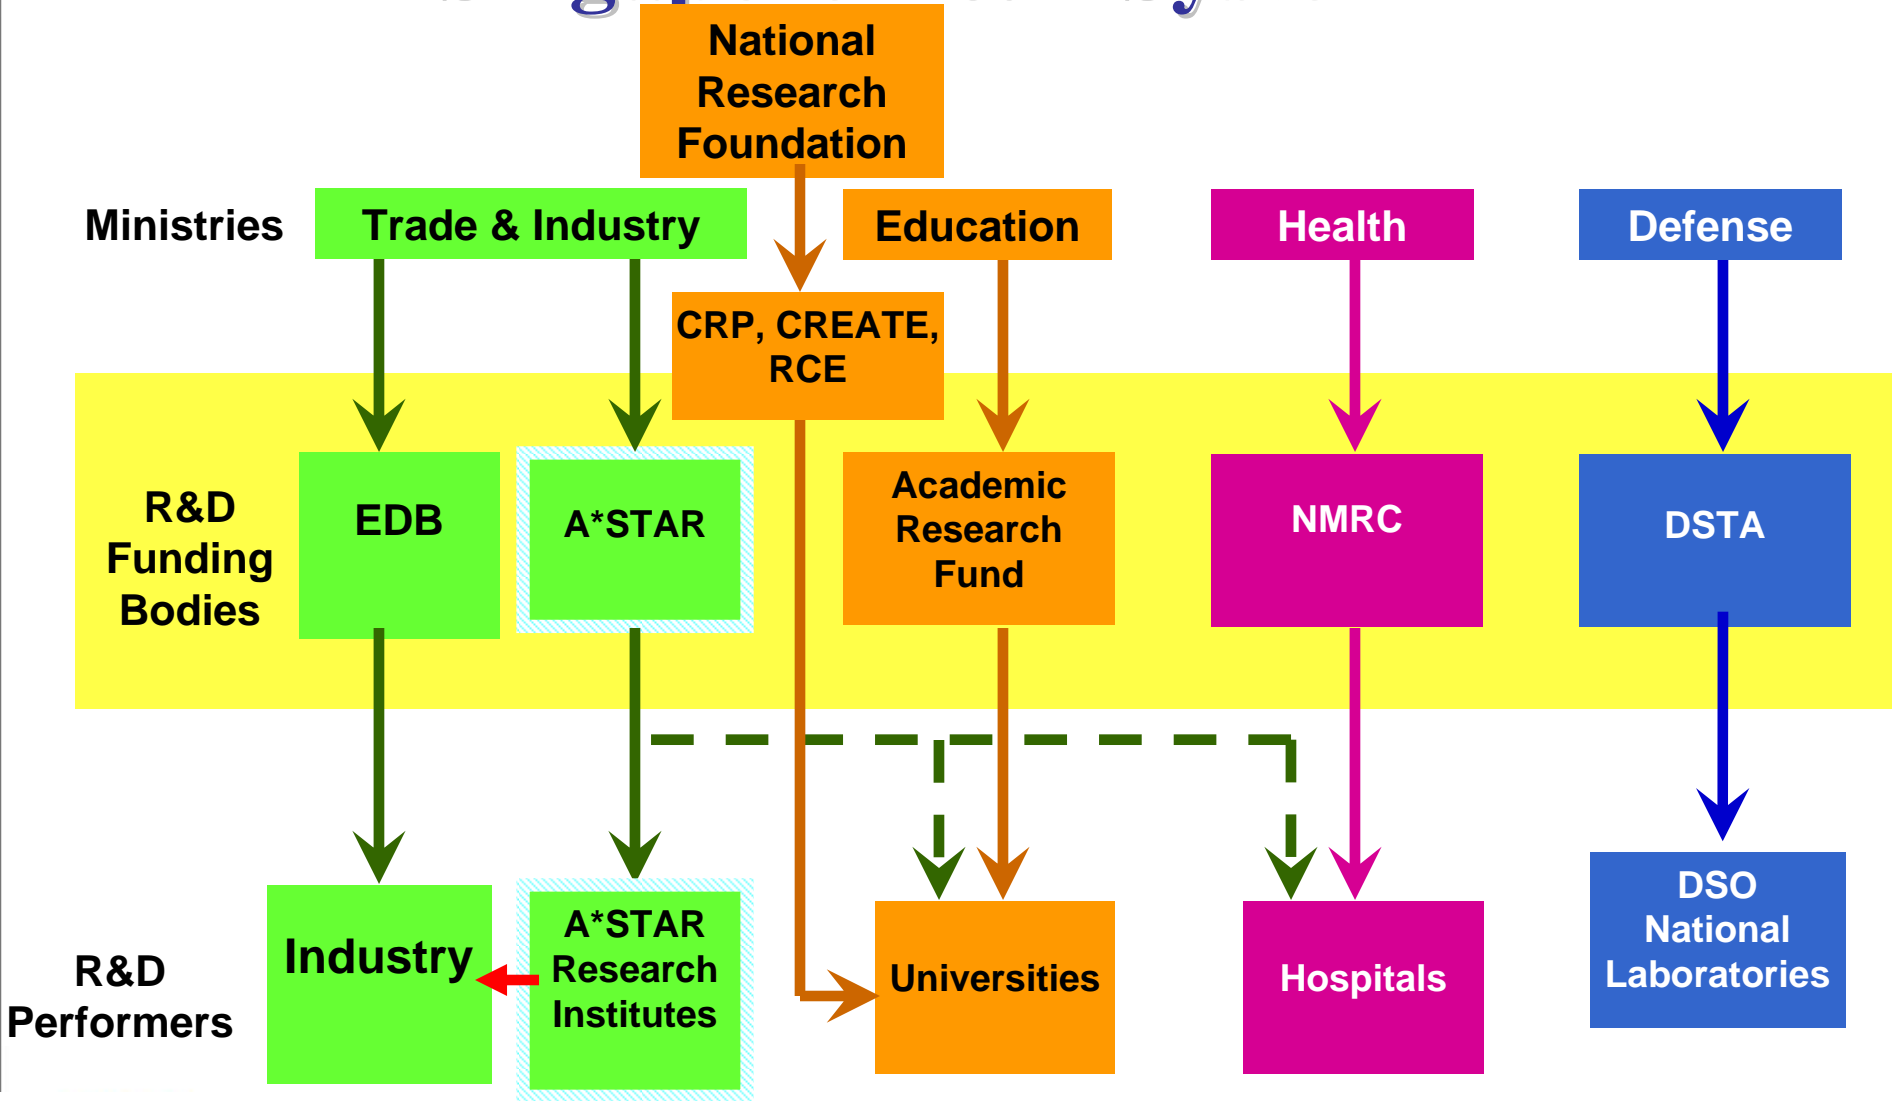 National
Research
Foundation
Ministries
Trade & Industry
Education
Health
Defense
CRP, CREATE,
RCE
R&D
Funding
Bodies
EDB
A*STAR
Academic
Research
Fund
NMRC
DSTA
R&D
Performers
Industry
A*STAR
Research
Institutes
Universities
Hospitals
DSO
National
Laboratories